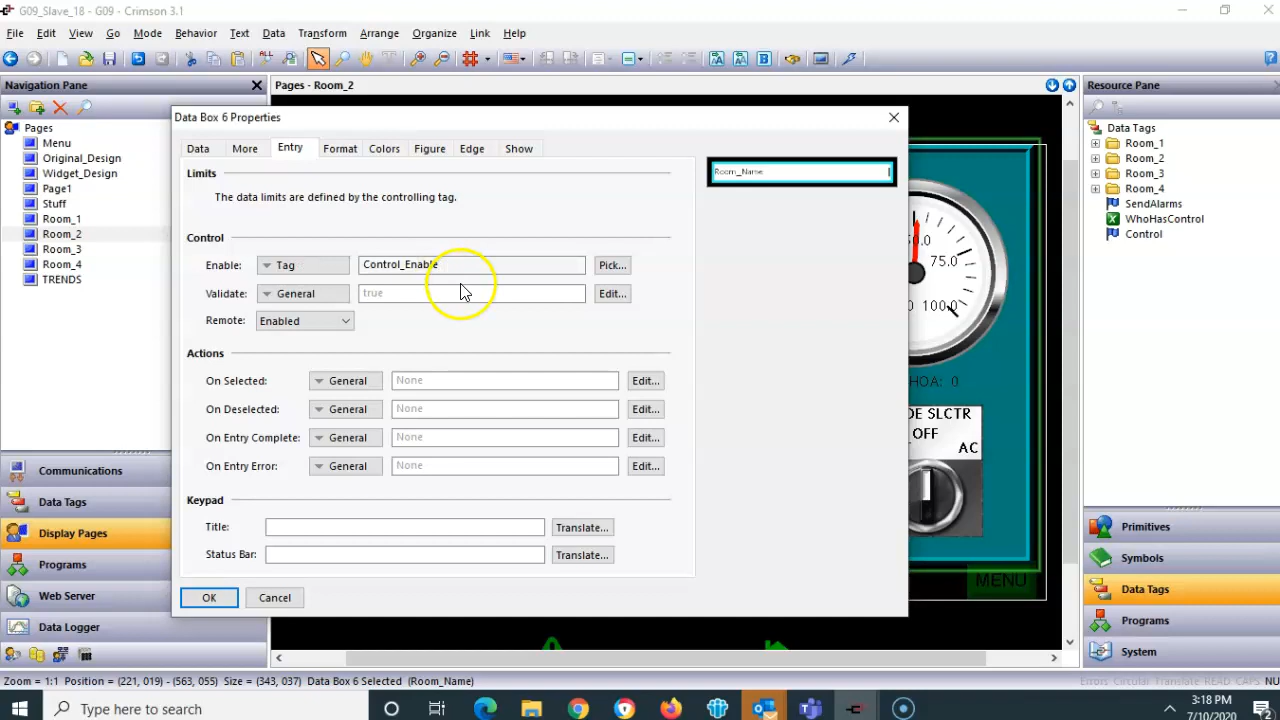 G09_Slave_18 - G09 - Crimson 3.1
File Edit View Go Mode Behavior Text Data Transform Arrange Organize Link Help
Navigation Pane
Pages - Room_2
Resource Pane
Pages
Menu
Original_Design
Widget_Design
Page1
Stuff
Room_1
Room_2
Room_3
Room_4
TRENDS
Communications
Data Tags
Display Pages
Programs
Web Server
Data Logger
Data Box 6 Properties
Data More Entry Format Colors Figure Edge Show
Limits
The data limits are defined by the controlling tag.
Control
Enable: Tag Control_Enable Pick...
Validate: General true Edit...
Remote: Enabled
Actions
On Selected: General None Edit...
On Deselected: General None Edit...
On Entry Complete: General None Edit...
On Entry Error: General None Edit...
Keypad
Title: Translate...
Status Bar: Translate...
OK Cancel
Room_Name
75.0
100.0
HOA: 0
DE SLCTR
OFF
AC
MENU
Data Tags
Room_1
Room_2
Room_3
Room_4
SendAlarms
WhoHasControl
Control
Primitives
Symbols
Data Tags
Programs
System
Zoom = 1:1 Position = (221, 019) - (563, 055) Size = (343, 037) Data Box 6 Selected (Room_Name)
Errors Circular Translate READ CAPS NU
Type here to search
3:18 PM
7/10/2020